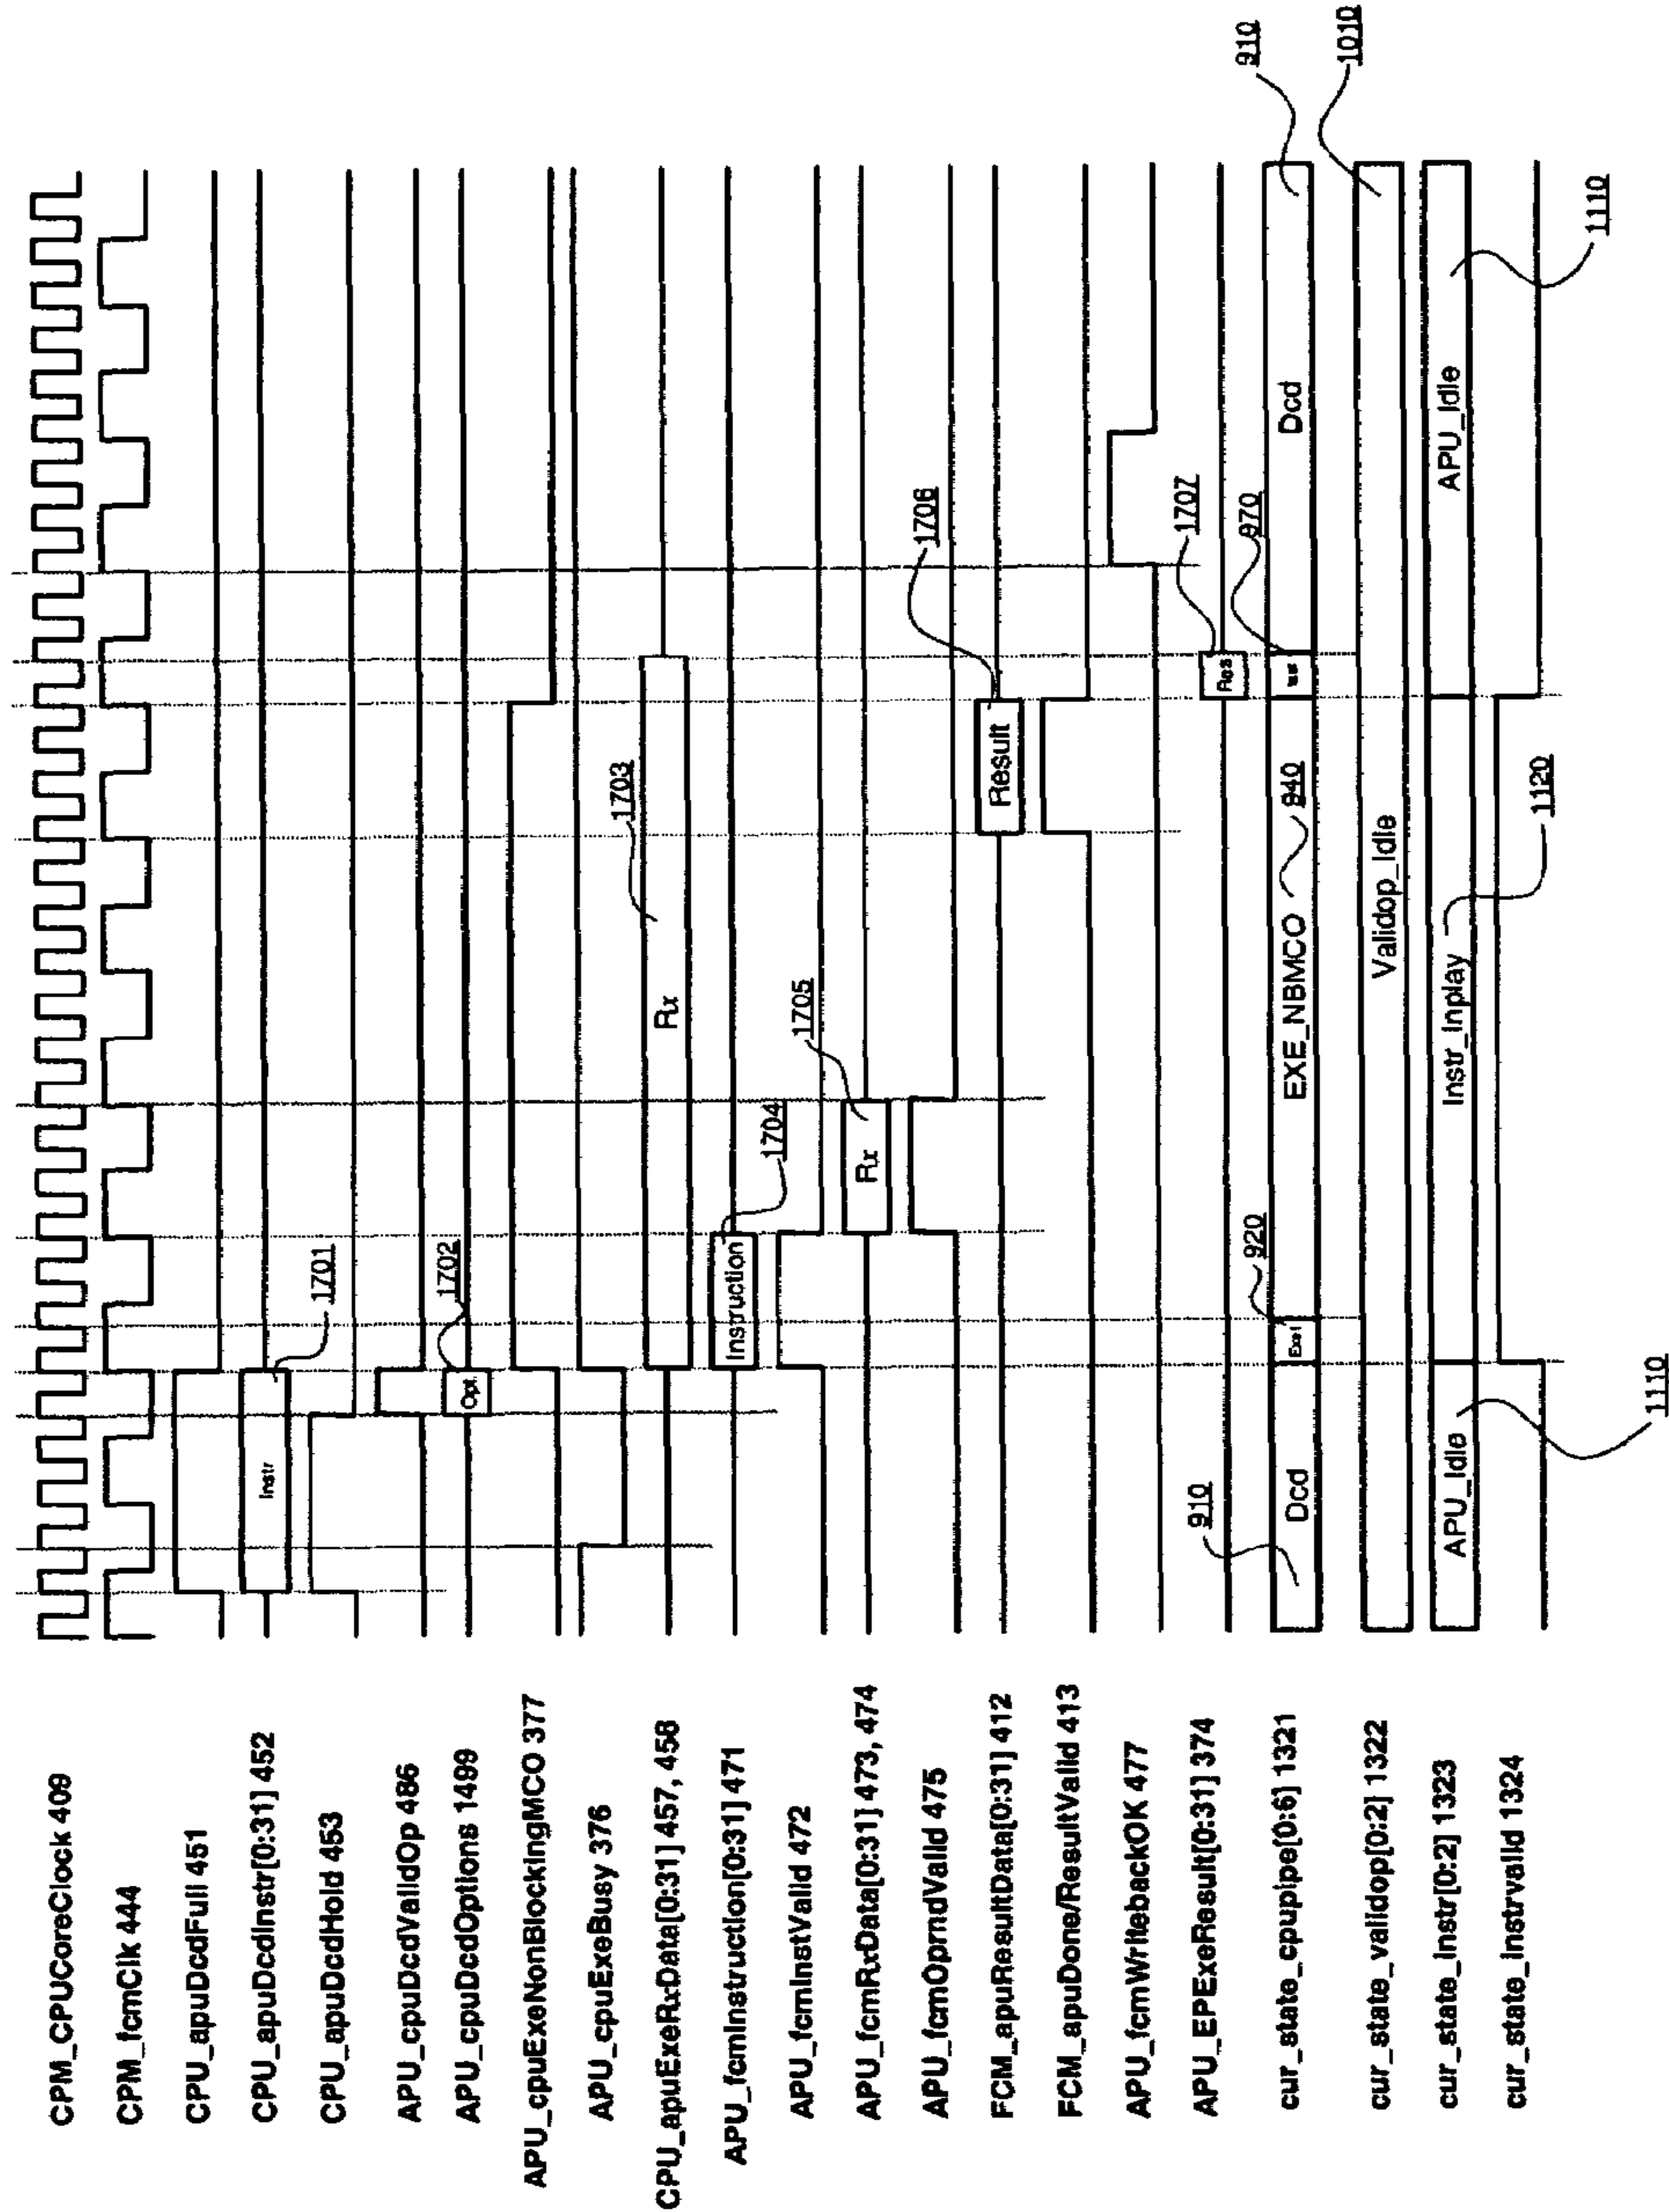 CPM_CPUCoreClock 409
CPM_fcmClk 444
CPU_apuDcdFull 451
CPU_apuDcdInstr[0:31] 452
Instr
1701
CPU_apuDcdHold 453
APU_cpuDcdValidOp 486
APU_cpuDcdOptions 1499
Opt.
1702
APU_cpuExeNonBlockingMCO 377
APU_cpuExeBusy 376
CPU_apuExeRxData[0:31] 457, 458
Rx
1703
APU_fcmInstruction[0:31] 471
Instruction
1704
APU_fcmInstValid 472
APU_fcmRxData[0:31] 473, 474
Rx
1705
APU_fcmOprndValid 475
FCM_apuResultData[0:31] 412
Result
1706
FCM_apuDone/ResultValid 413
APU_fcmWritebackOK 477
APU_EPExeResult[0:31] 374
Res
1707
cur_state_cpupipe[0:6] 1321
910
Dcd
920
EXE_NBMCO
940
970
Dcd
910
cur_state_validop[0:2] 1322
Validop_Idle
1010
cur_state_instr[0:2] 1323
APU_Idle
1110
Instr_Inplay
1120
APU_Idle
1110
cur_state_instrvalid 1324